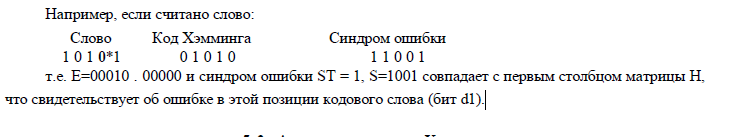 Например, если считано слово:
Слово Код Хэмминга Синдром ошибки
1 0 1 0*1 0 1 0 1 0 1 1 0 0 1
т.е. E=00010 . 00000 и синдром ошибки ST = 1, S=1001 совпадает с первым столбцом матрицы H,
что свидетельствует об ошибке в этой позиции кодового слова (бит d1).